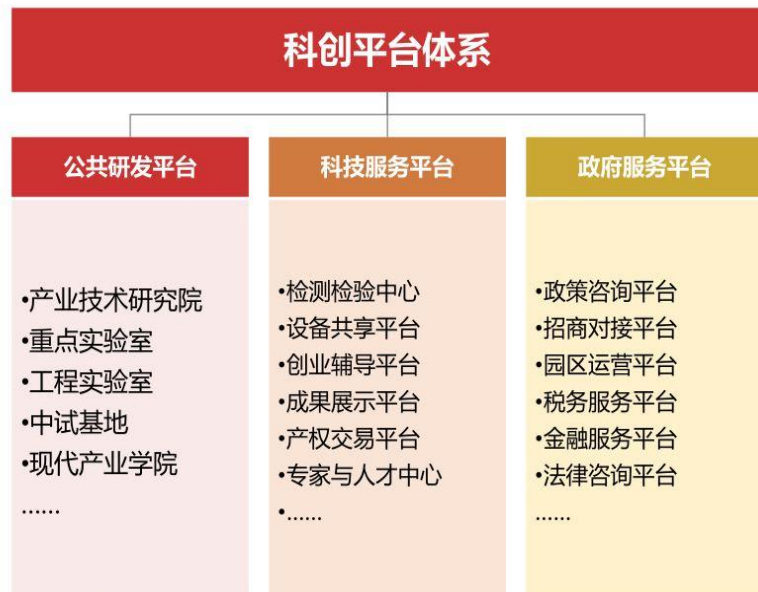 科创平台体系
公共研发平台
•产业技术研究院
•重点实验室
•工程实验室
•中试基地
•现代产业学院
......
科技服务平台
•检测检验中心
•设备共享平台
•创业辅导平台
•成果展示平台
•产权交易平台
•专家与人才中心
•......
政府服务平台
•政策咨询平台
•招商对接平台
•园区运营平台
•税务服务平台
•金融服务平台
•法律咨询平台
......